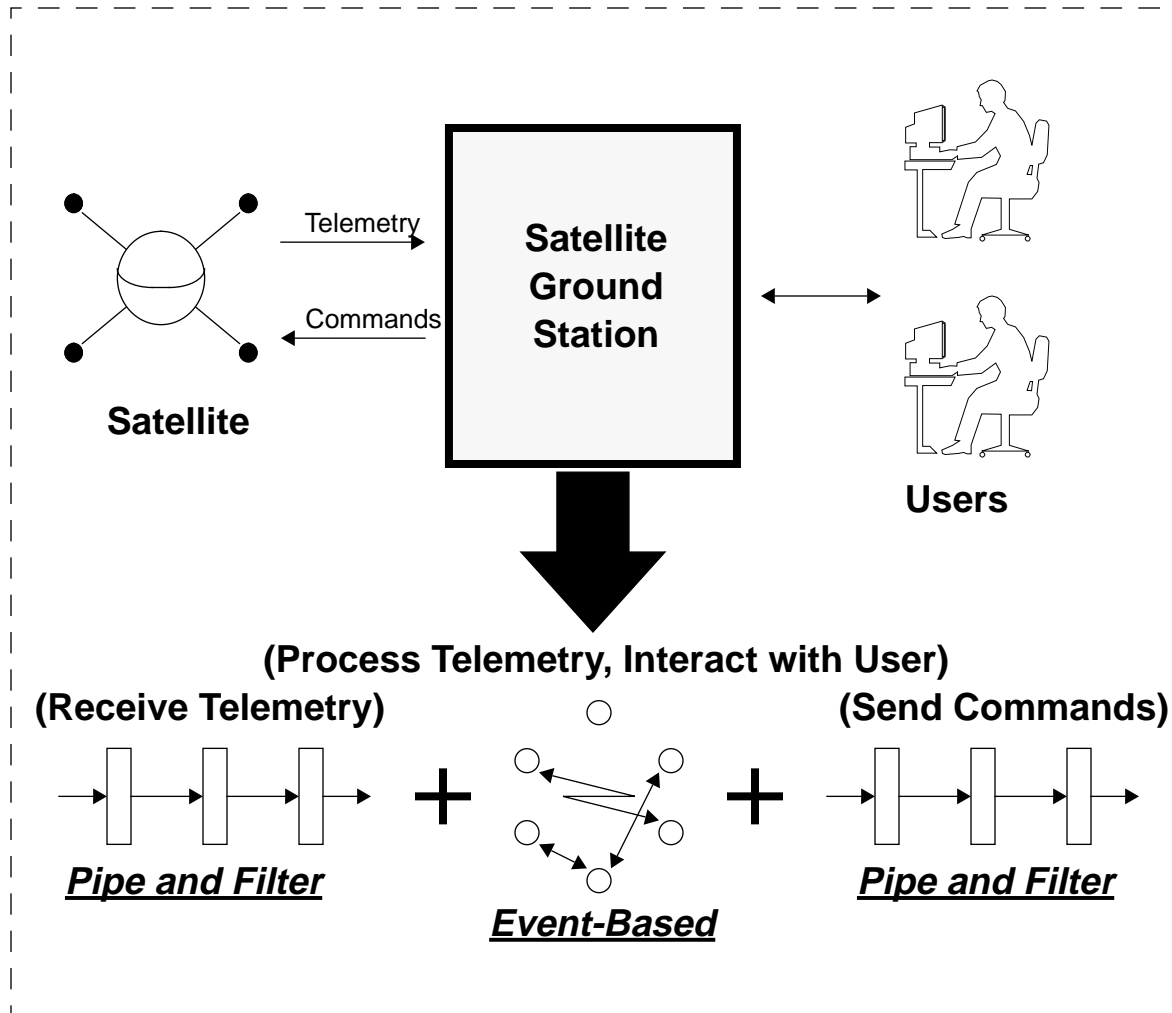 Telemetry
Commands
Satellite
Satellite
Ground
Station
Users
(Process Telemetry, Interact with User)
(Receive Telemetry)
(Send Commands)
Pipe and Filter
Event-Based
Pipe and Filter